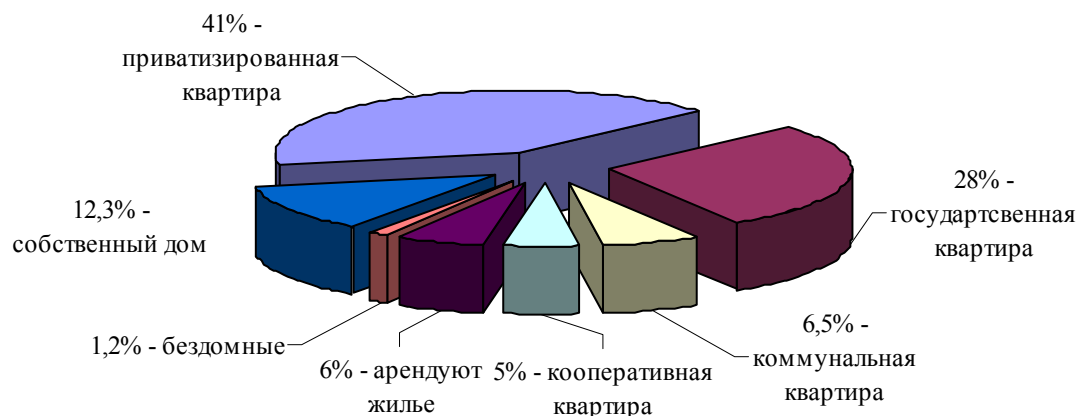 41% -
приватизированная
квартира
28% -
государтсвенная
квартира
6,5% -
коммунальная
квартира
5% - кооперативная
квартира
6% - арендуют
жилье
1,2% - бездомные
12,3% -
собственный дом